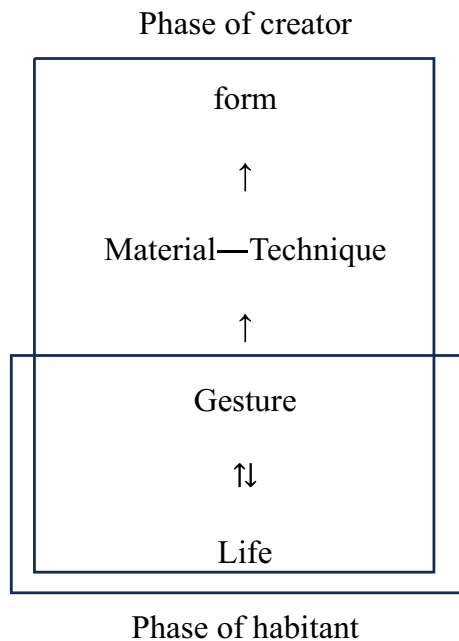 Phase of creator
form
↑
Material—Technique
↑
Gesture
⇅
Life
Phase of habitant